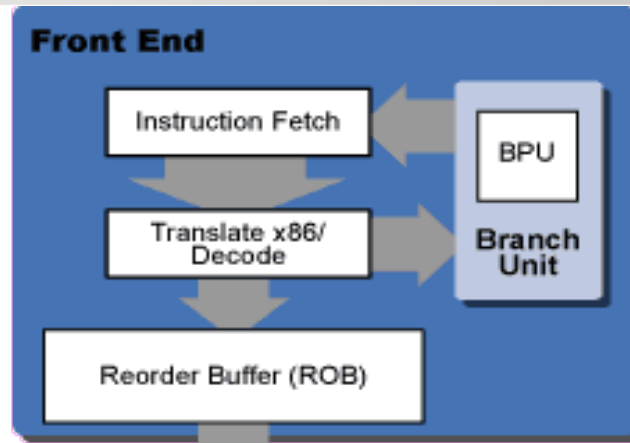 Front End
Instruction Fetch
BPU
Translate x86/
Decode
Branch
Unit
Reorder Buffer (ROB)